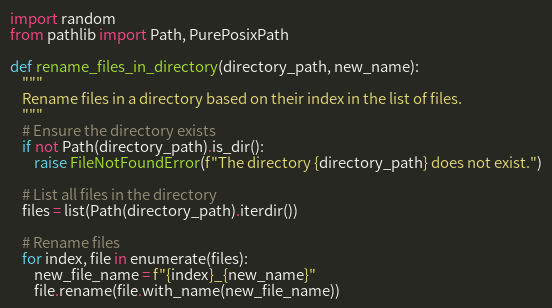 import random
from pathlib import Path, PurePosixPath

def rename_files_in_directory(directory_path, new_name):
    """
    Rename files in a directory based on their index in the list of files.
    """
    # Ensure the directory exists
    if not Path(directory_path).is_dir():
        raise FileNotFoundError(f"The directory {directory_path} does not exist.")

    # List all files in the directory
    files = list(Path(directory_path).iterdir())

    # Rename files
    for index, file in enumerate(files):
        new_file_name = f"{index}_{new_name}"
        file.rename(file.with_name(new_file_name))